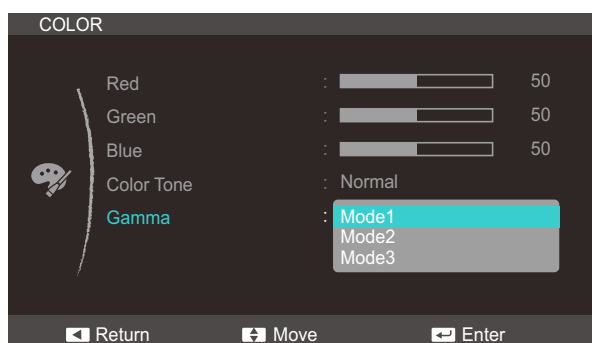 COLOR
Red : 50
Green : 50
Blue : 50
Color Tone : Normal
Gamma : Mode1
Mode2
Mode3
Return Move Enter